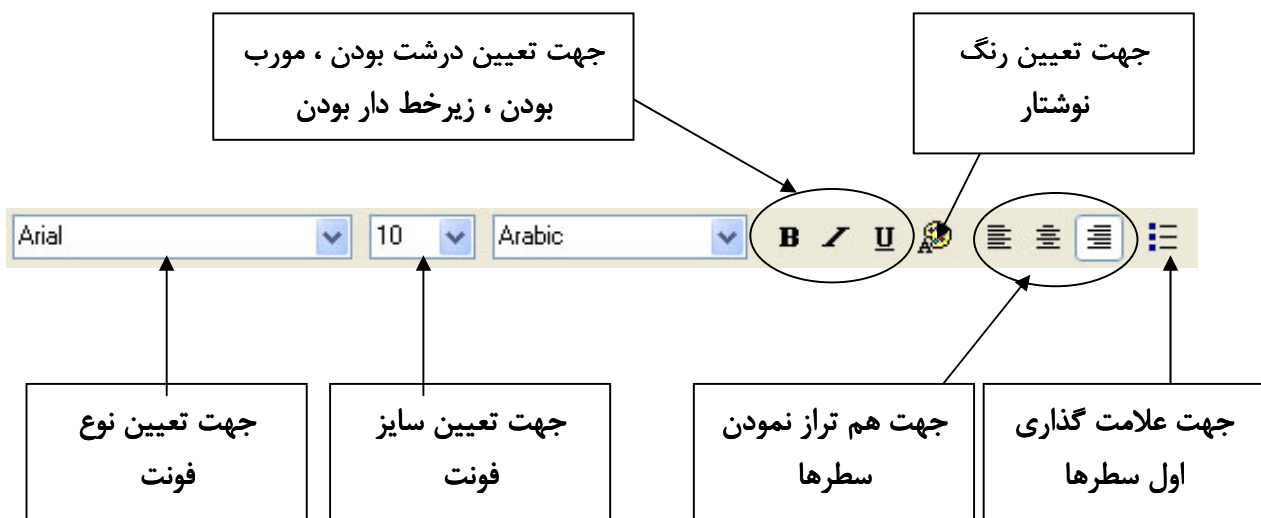 جهت تعیین رنگ
نوشتار
جهت تعیین درشت بودن ، مورب
بودن ، زیرخط دار بودن
Arial 10 Arabic B I U A
جهت علامت گذاری
اول سطرها
جهت هم تراز نمودن
سطرها
جهت تعیین سایز
فونت
جهت تعیین نوع
فونت